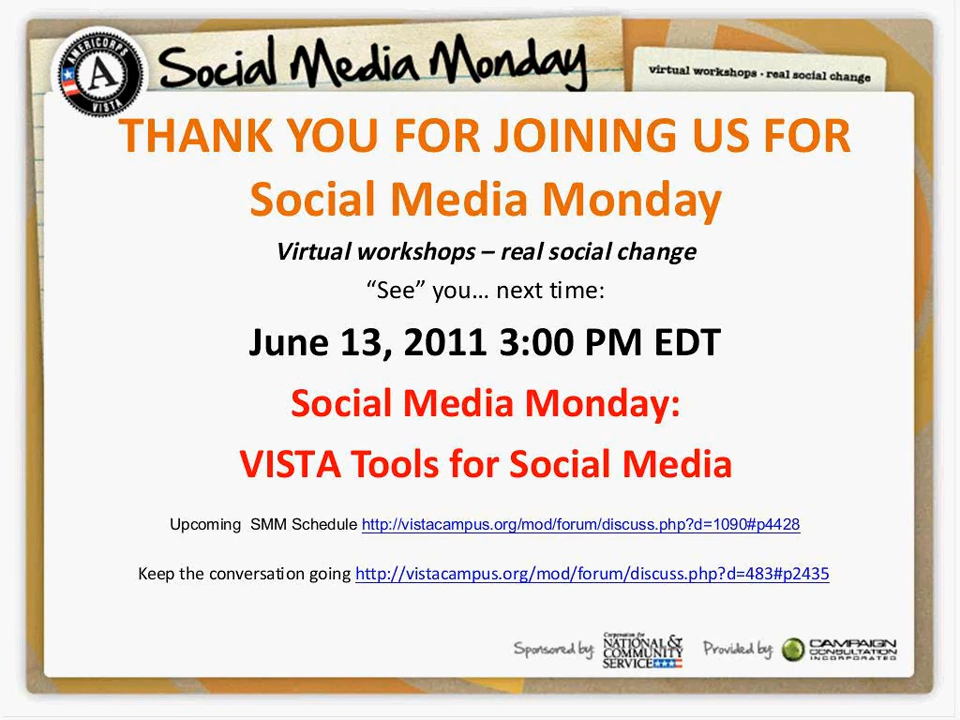 AMERICORPS
A
VISTA
Social Media Monday
virtual workshops • real social change
THANK YOU FOR JOINING US FOR
Social Media Monday
Virtual workshops – real social change
“See” you… next time:
June 13, 2011 3:00 PM EDT
Social Media Monday:
VISTA Tools for Social Media
Upcoming SMM Schedule http://vistacampus.org/mod/forum/discuss.php?d=1090#p4428
Keep the conversation going http://vistacampus.org/mod/forum/discuss.php?d=483#p2435
Sponsored by:
Corporation for
NATIONAL &
COMMUNITY
SERVICE
Provided by:
CAMPAIGN
CONSULTATION
INCORPORATED